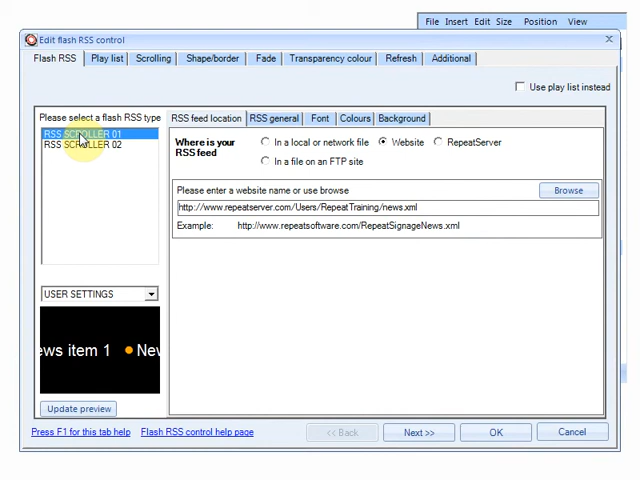 File Insert Edit Size Position View
Edit flash RSS control
Flash RSS Play list Scrolling Shape/border Fade Transparency colour Refresh Additional
Use play list instead
Please select a flash RSS type
RSS SCROLLER 01
RSS SCROLLER 02
RSS feed location RSS general Font Colours Background
Where is your
RSS feed
In a local or network file Website RepeatServer
In a file on an FTP site
Please enter a website name or use browse
Browse
http://www.repeatserver.com/Users/RepeatTraining/news.xml
Example: http://www.repeatsoftware.com/RepeatSignageNews.xml
USER SETTINGS
ews item 1 New
Update preview
Press F1 for this tab help Flash RSS control help page
<< Back Next >> OK Cancel